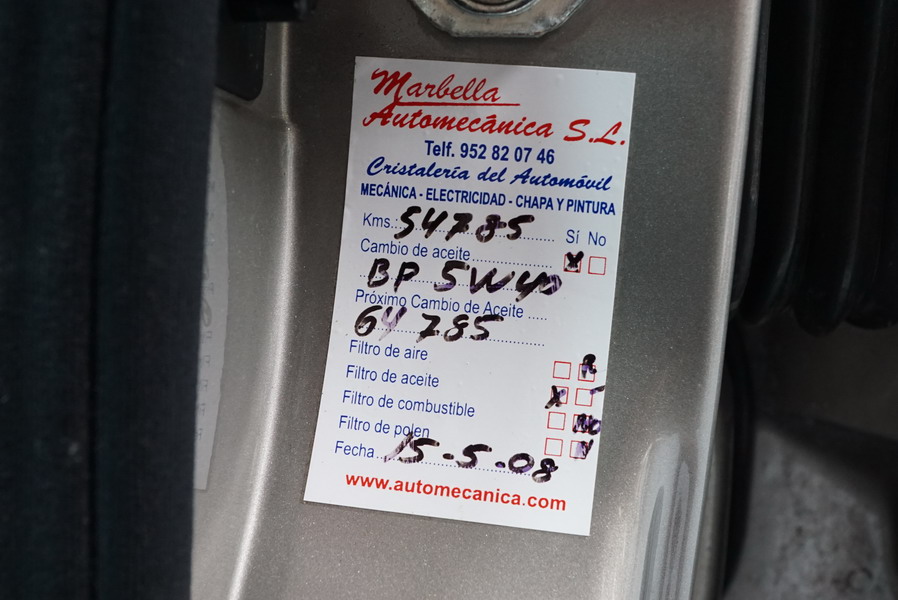 Marbella
Automecánica S.L.
Telf. 952 82 07 46
Cristalería del Automóvil
MECÁNICA - ELECTRICIDAD - CHAPA Y PINTURA
Kms.: 54785 Sí No
Cambio de aceite X
BP 5W40
Próximo Cambio de Aceite
64785
Filtro de aire
Filtro de aceite X
Filtro de combustible
Filtro de polen
Fecha 15-5-08
www.automecanica.com